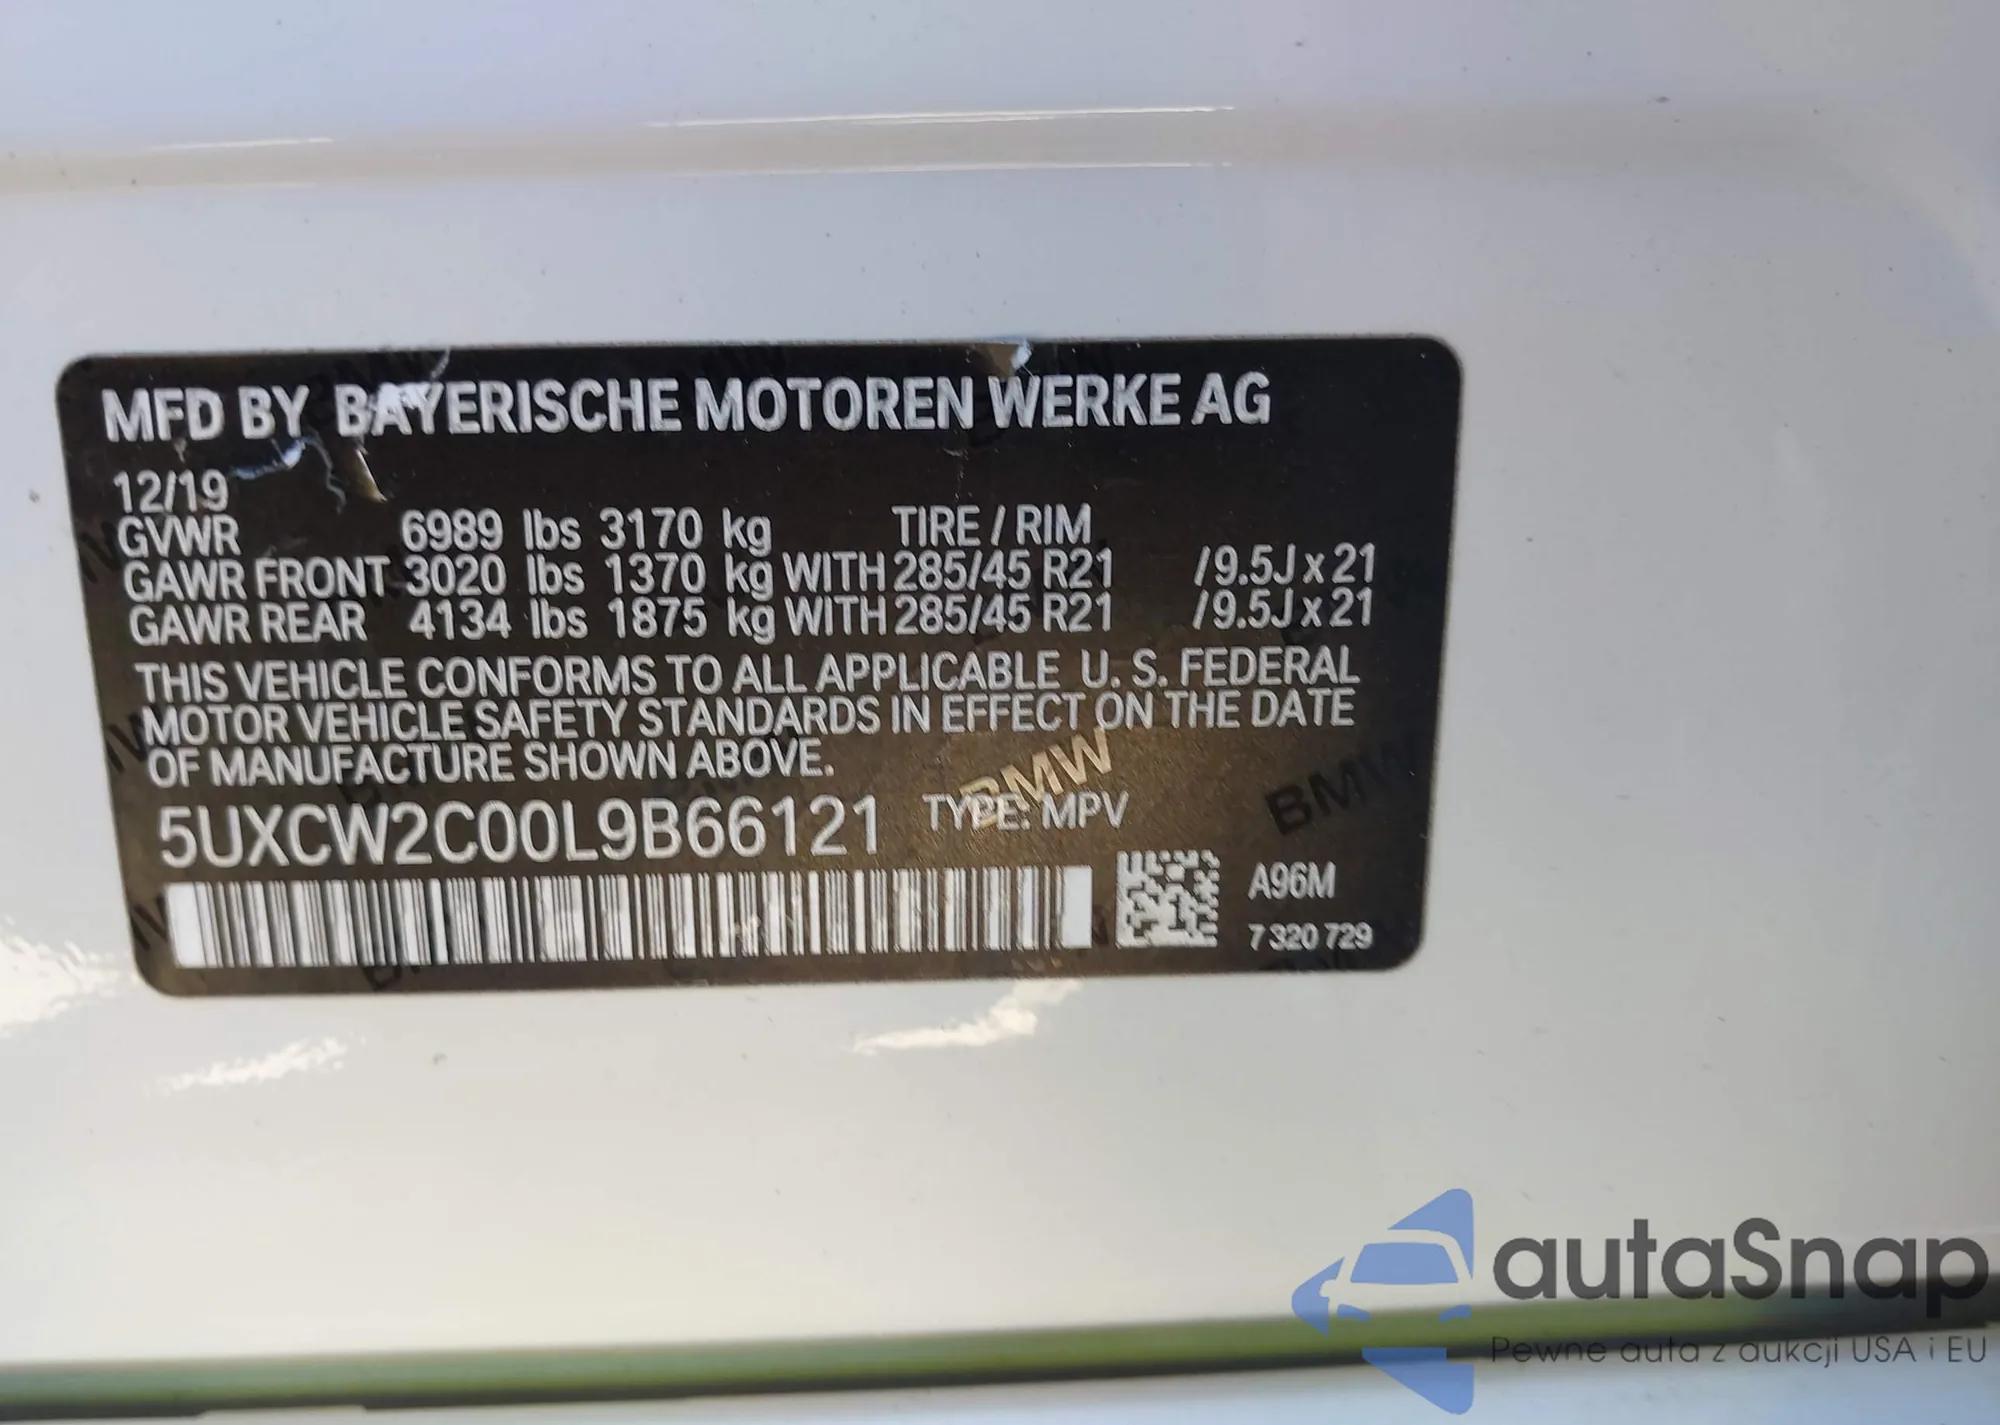 MFD BY BAYERISCHE MOTOREN WERKE AG
12/19
GVWR 6989 lbs 3170 kg TIRE / RIM
GAWR FRONT 3020 lbs 1370 kg WITH 285/45 R21 /9.5J x 21
GAWR REAR 4134 lbs 1875 kg WITH 285/45 R21 /9.5J x 21
THIS VEHICLE CONFORMS TO ALL APPLICABLE U. S. FEDERAL
MOTOR VEHICLE SAFETY STANDARDS IN EFFECT ON THE DATE
OF MANUFACTURE SHOWN ABOVE.
BMW
BMW
5UXCW2C00L9B66121 TYPE: MPV
A96M
7 320 729
autaSnap
Pewne auta z aukcji USA i EU